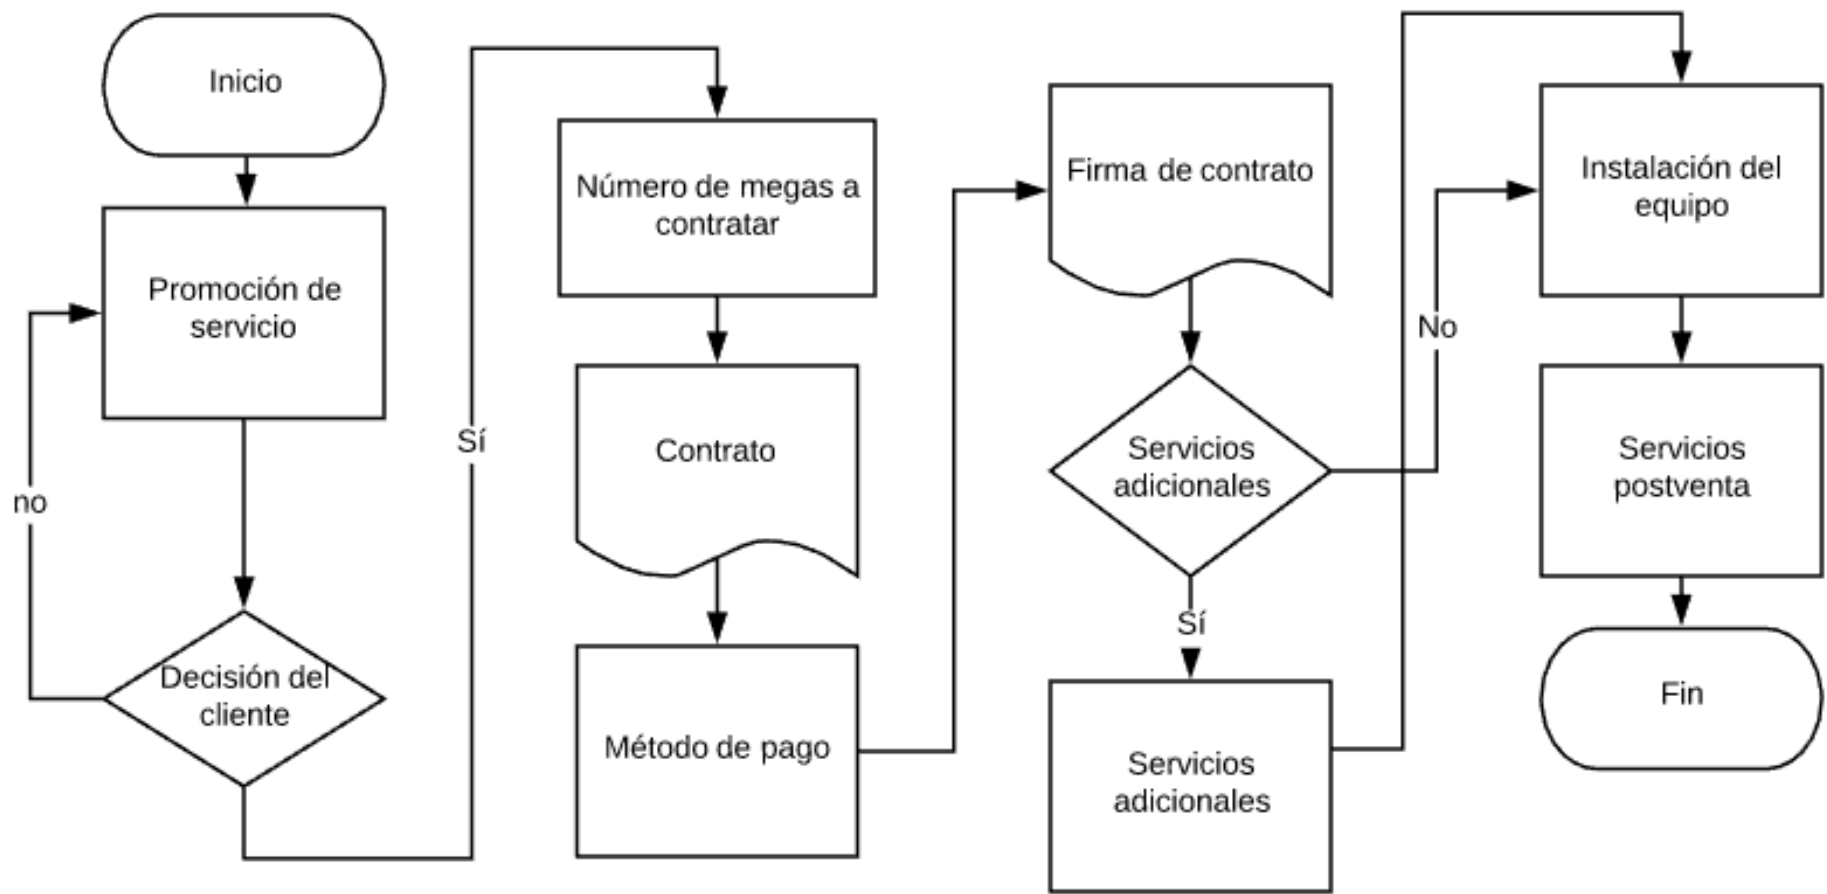 Inicio
Promoción de
servicio
no
Decisión del
cliente
Sí
Número de megas a
contratar
Contrato
Método de pago
Firma de contrato
Servicios
adicionales
Sí
Servicios
adicionales
No
Instalación del
equipo
Servicios
postventa
Fin